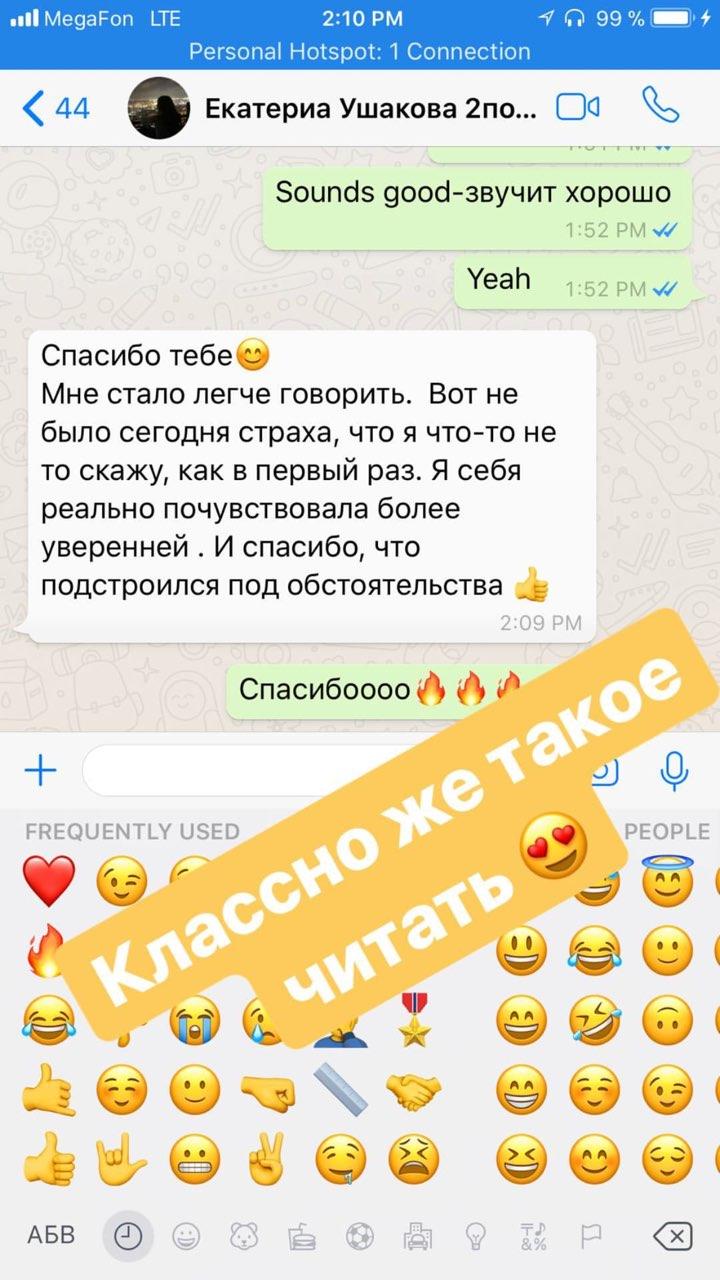 MegaFon LTE 2:10 PM 99 %
Personal Hotspot: 1 Connection
44 Екатериа Ушакова 2по...
Sounds good-звучит хорошо
1:52 PM
Yeah 1:52 PM
Спасибо тебе😊
Мне стало легче говорить. Вот не
было сегодня страха, что я что-то не
то скажу, как в первый раз. Я себя
реально почувствовала более
уверенней . И спасибо, что
подстроился под обстоятельства 👍
2:09 PM
Спасибоооо🔥🔥🔥
Классно же такое
читать 😍
FREQUENTLY USED PEOPLE
АБВ